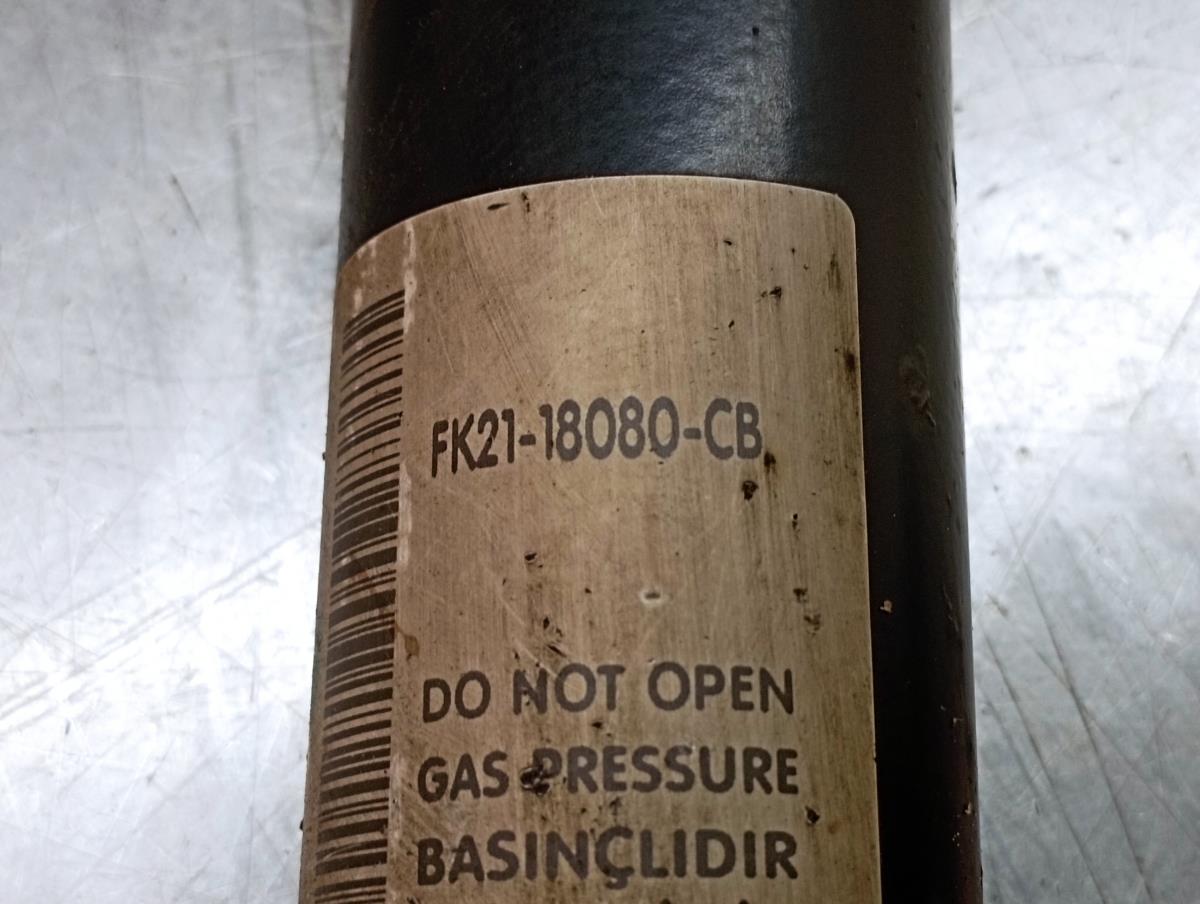 FK21-18080-CB
DO NOT OPEN
GAS PRESSURE
BASINÇLIDIR